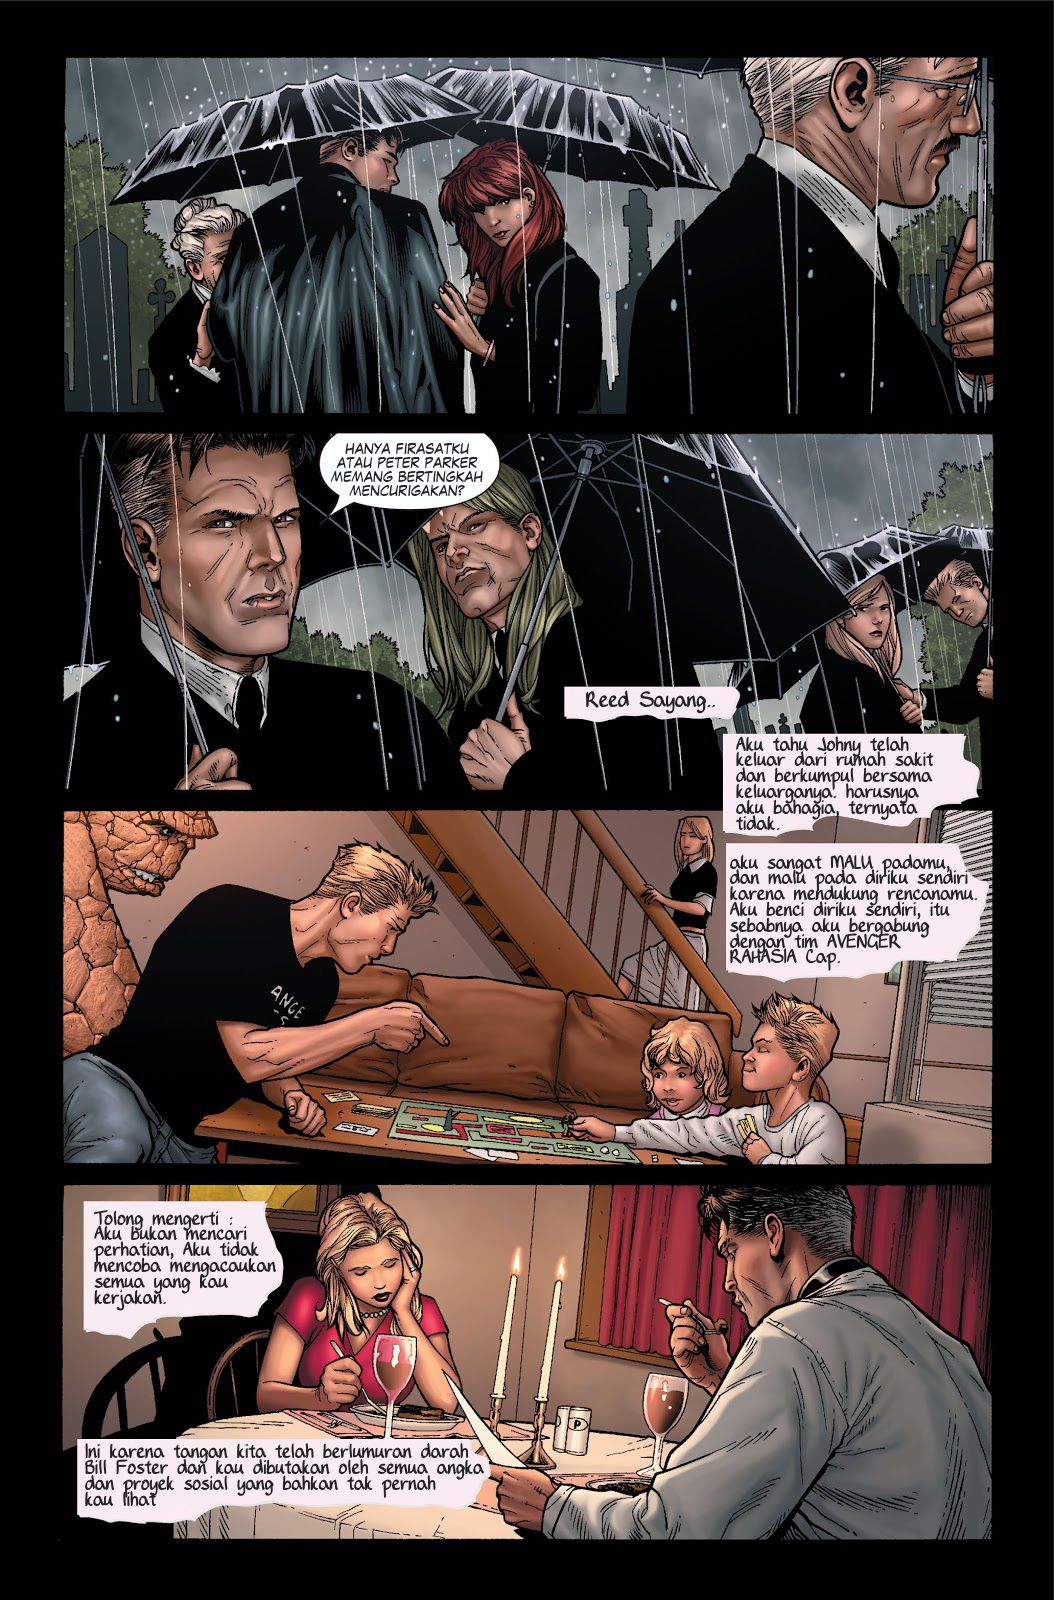 HANYA FIRASATKU
ATAU PETER PARKER
MEMANG BERTINGKAH
MENCURIGAKAN?
Reed Sayang..
Aku tahu Johny telah
keluar dari rumah sakit
dan berkumpul bersama
keluarganya. harusnya
aku bahagia, ternyata
tidak.
aku sangat MALU padamu,
dan malu pada diriku sendiri
karena mendukung rencanamu.
Aku benci diriku sendiri, itu
sebabnya aku bergabung
dengan tim AVENGER
RAHASIA Cap.
ANGE
-S
Tolong mengerti :
Aku bukan mencari
perhatian, Aku tidak
mencoba mengacaukan
semua yang kau
kerjakan.
P
Ini karena tangan kita telah berlumuran darah
Bill Foster dan kau dibutakan oleh semua angka
dan proyek sosial yang bahkan tak pernah
kau lihat